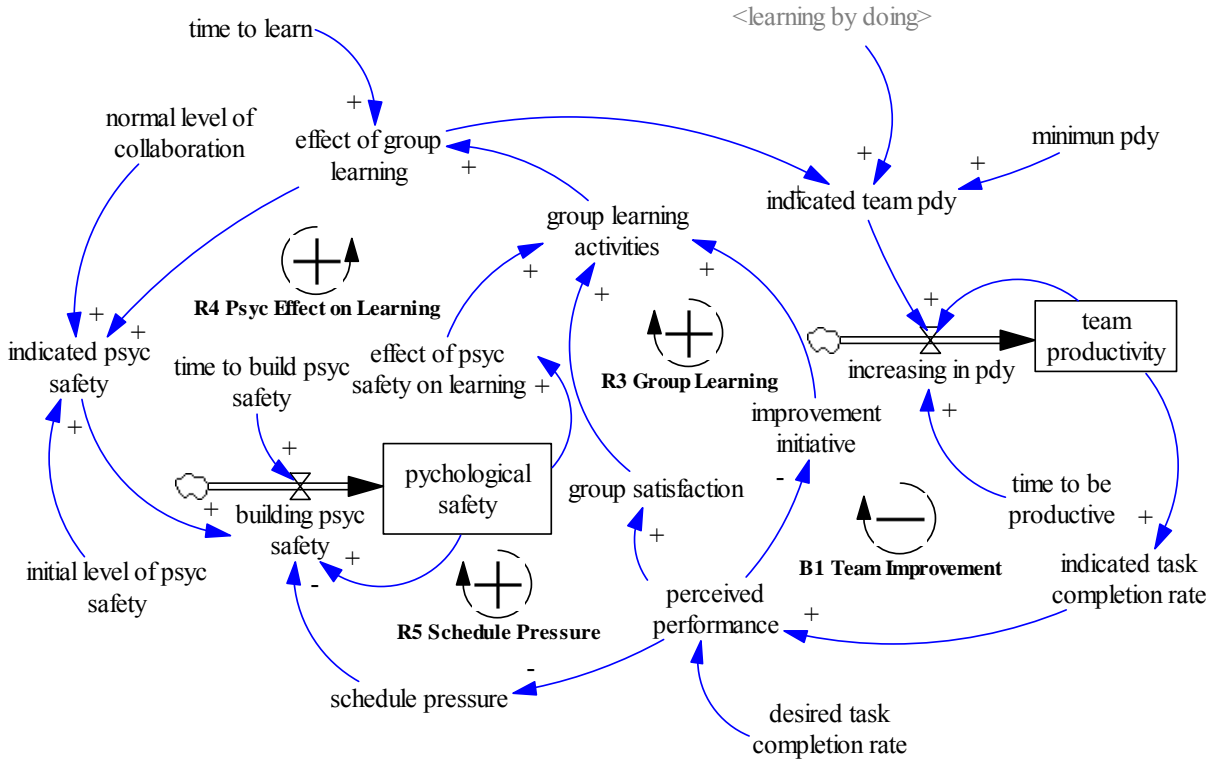 <learning by doing>
time to learn
normal level of
collaboration
effect of group
learning
minimun pdy
indicated team pdy
group learning
activities
R4 Psyc Effect on Learning
indicated psyc
safety
time to build psyc
safety
effect of psyc
safety on learning
R3 Group Learning
increasing in pdy
team
productivity
improvement
initiative
pychological
safety
group satisfaction
time to be
productive
building psyc
safety
initial level of psyc
safety
R5 Schedule Pressure
B1 Team Improvement
indicated task
completion rate
perceived
performance
schedule pressure
desired task
completion rate